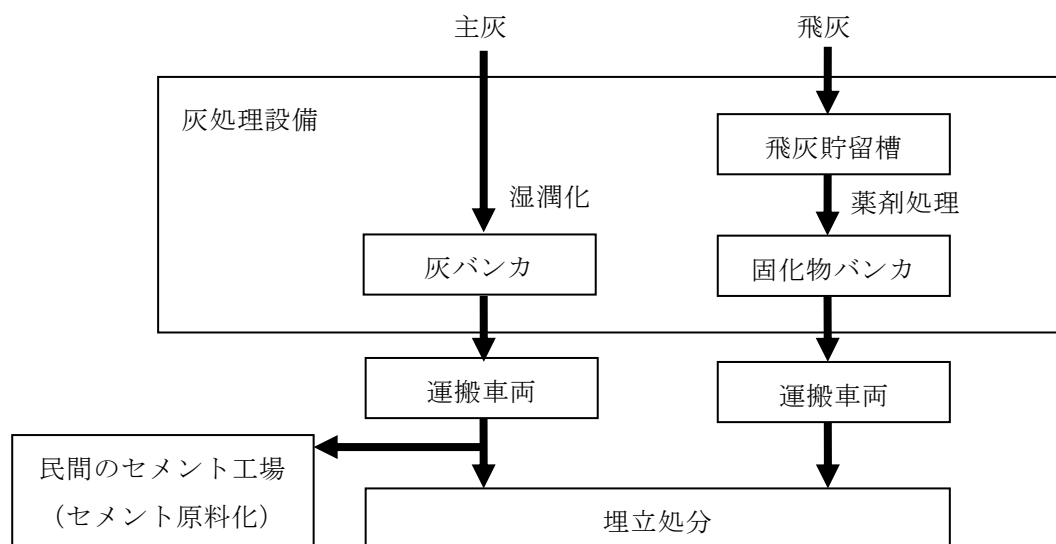 主灰
飛灰
灰処理設備
飛灰貯留槽
湿潤化
薬剤処理
灰バンカ
固化物バンカ
運搬車両
運搬車両
民間のセメント工場
（セメント原料化）
埋立処分